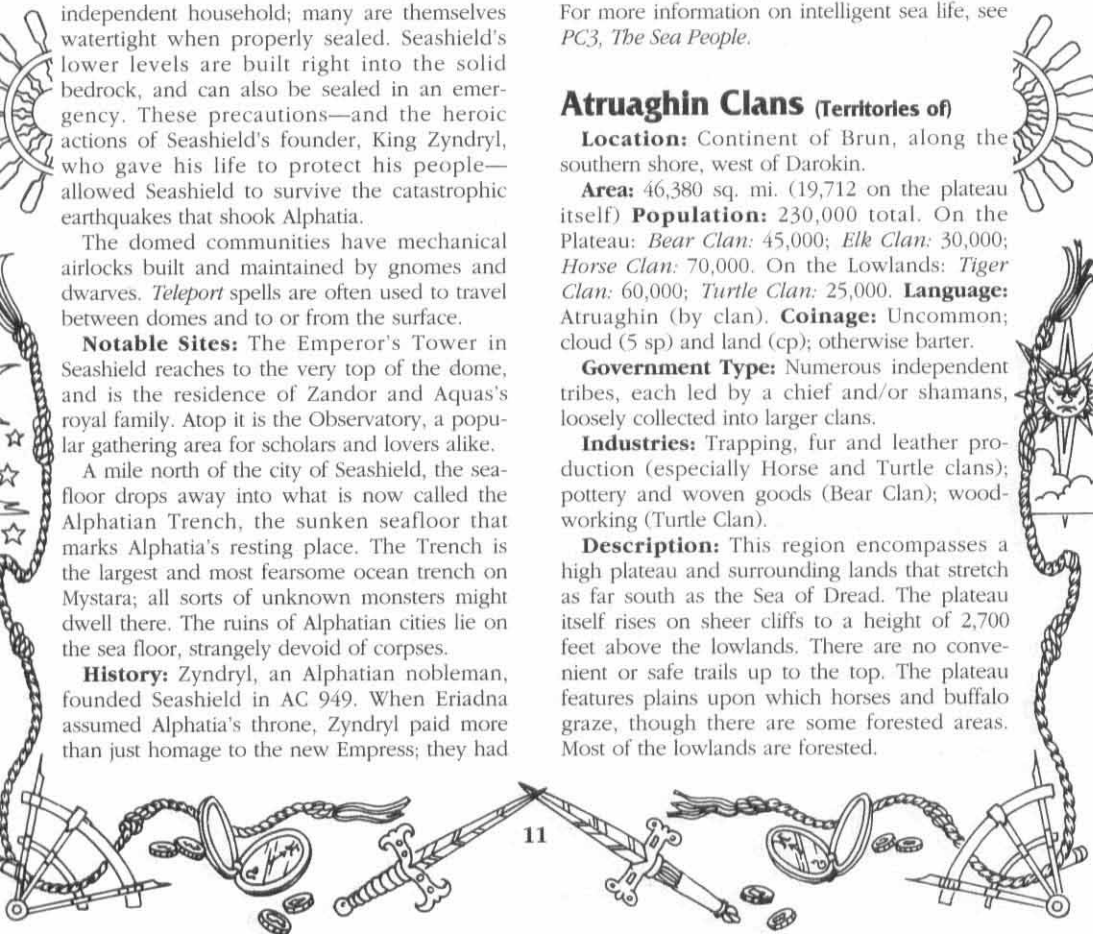 independent household; many are themselves
watertight when properly sealed. Seashield's
lower levels are built right into the solid
bedrock, and can also be sealed in an emer-
gency. These precautions—and the heroic
actions of Seashield's founder, King Zyndryl,
who gave his life to protect his people—
allowed Seashield to survive the catastrophic
earthquakes that shook Alphatia.
The domed communities have mechanical
airlocks built and maintained by gnomes and
dwarves. Teleport spells are often used to travel
between domes and to or from the surface.
Notable Sites: The Emperor's Tower in
Seashield reaches to the very top of the dome,
and is the residence of Zandor and Aquas's
royal family. Atop it is the Observatory, a popu-
lar gathering area for scholars and lovers alike.
A mile north of the city of Seashield, the sea-
floor drops away into what is now called the
Alphatian Trench, the sunken seafloor that
marks Alphatia's resting place. The Trench is
the largest and most fearsome ocean trench on
Mystara; all sorts of unknown monsters might
dwell there. The ruins of Alphatian cities lie on
the sea floor, strangely devoid of corpses.
History: Zyndryl, an Alphatian nobleman,
founded Seashield in AC 949. When Eriadna
assumed Alphatia's throne, Zyndryl paid more
than just homage to the new Empress; they had
For more information on intelligent sea life, see
PC3, The Sea People.
Atruaghin Clans (Territories of)
Location: Continent of Brun, along the
southern shore, west of Darokin.
Area: 46,380 sq. mi. (19,712 on the plateau
itself) Population: 230,000 total. On the
Plateau: Bear Clan: 45,000; Elk Clan: 30,000;
Horse Clan: 70,000. On the Lowlands: Tiger
Clan: 60,000; Turtle Clan: 25,000. Language:
Atruaghin (by clan). Coinage: Uncommon;
cloud (5 sp) and land (cp); otherwise barter.
Government Type: Numerous independent
tribes, each led by a chief and/or shamans,
loosely collected into larger clans.
Industries: Trapping, fur and leather pro-
duction (especially Horse and Turtle clans);
pottery and woven goods (Bear Clan); wood-
working (Turtle Clan).
Description: This region encompasses a
high plateau and surrounding lands that stretch
as far south as the Sea of Dread. The plateau
itself rises on sheer cliffs to a height of 2,700
feet above the lowlands. There are no conve-
nient or safe trails up to the top. The plateau
features plains upon which horses and buffalo
graze, though there are some forested areas.
Most of the lowlands are forested.
11